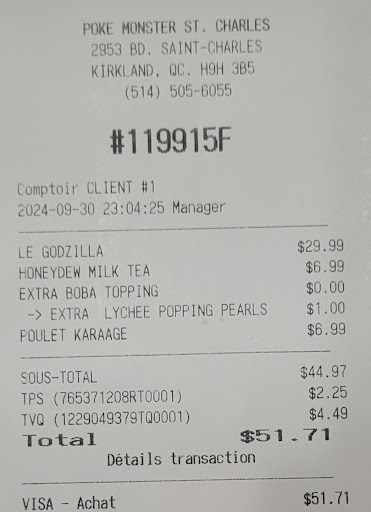 POKE MONSTER ST. CHARLES
2953 BD. SAINT-CHARLES
KIRKLAND, QC. H9H 3B5
(514) 505-6055
#119915F
Comptoir CLIENT #1
2024-09-30 23:04:25 Manager
LE GODZILLA $29.99
HONEYDEW MILK TEA $6.99
EXTRA BOBA TOPPING $0.00
-> EXTRA LYCHEE POPPING PEARLS $1.00
POULET KARAAGE $6.99
SOUS-TOTAL $44.97
TPS (765371208RT0001) $2.25
TVQ (1229049379TQ0001) $4.49
Total $51.71
Détails transaction
VISA - Achat $51.71